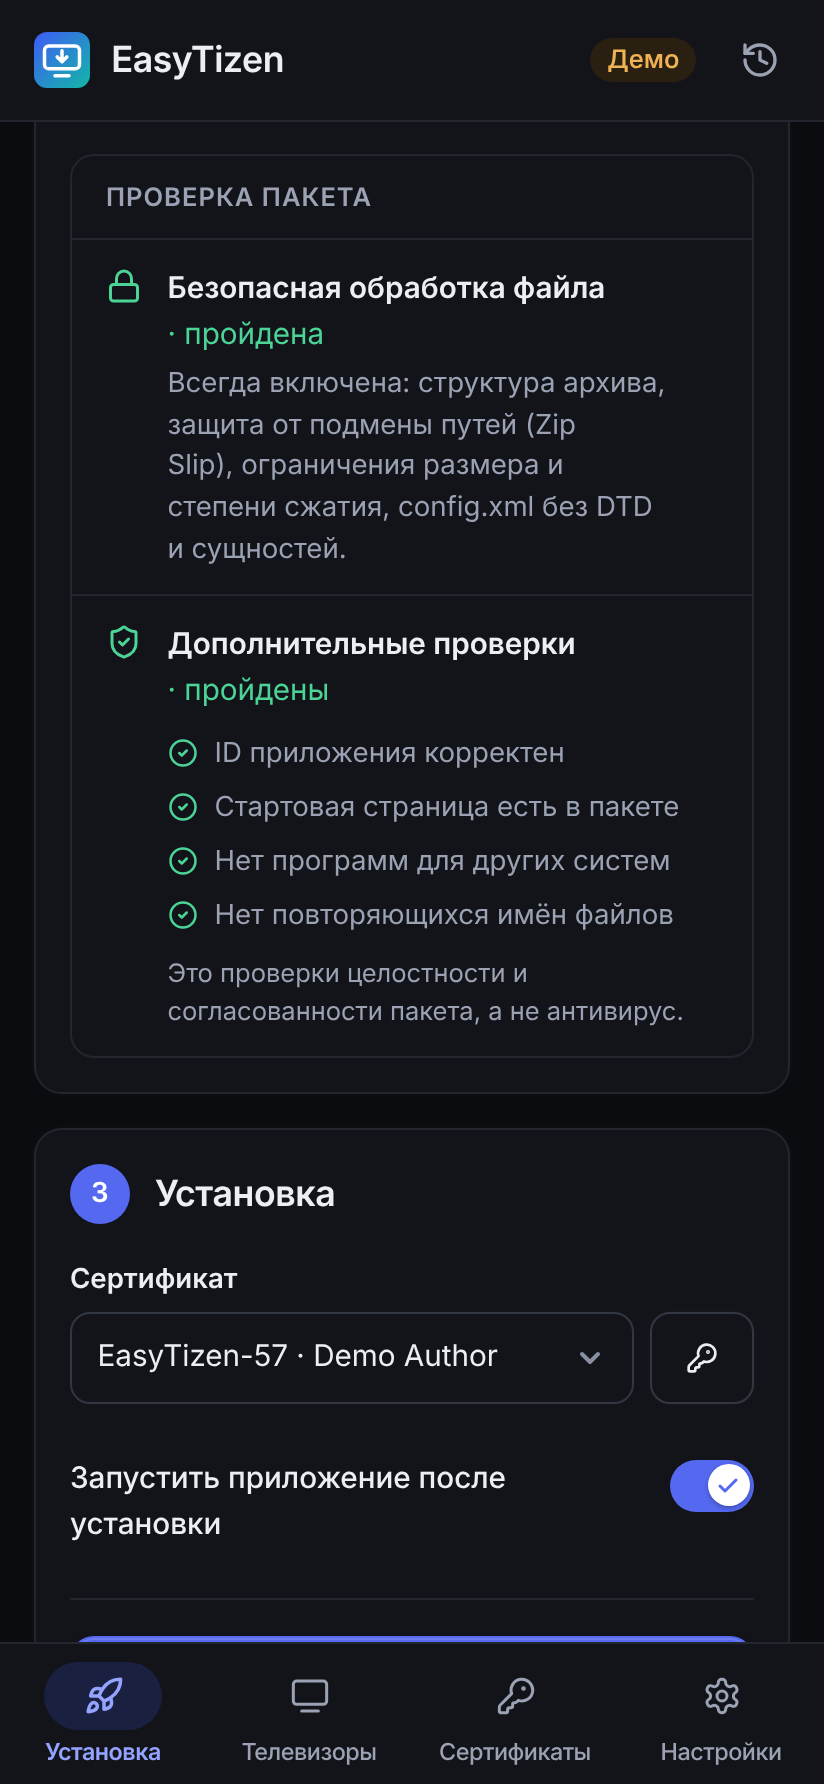 EasyTizen
Демо
ПРОВЕРКА ПАКЕТА
Безопасная обработка файла
· пройдена
Всегда включена: структура архива,
защита от подмены путей (Zip
Slip), ограничения размера и
степени сжатия, config.xml без DTD
и сущностей.
Дополнительные проверки
· пройдены
ID приложения корректен
Стартовая страница есть в пакете
Нет программ для других систем
Нет повторяющихся имён файлов
Это проверки целостности и
согласованности пакета, а не антивирус.
3
Установка
Сертификат
EasyTizen-57 · Demo Author
Запустить приложение после
установки
Установка
Телевизоры
Сертификаты
Настройки